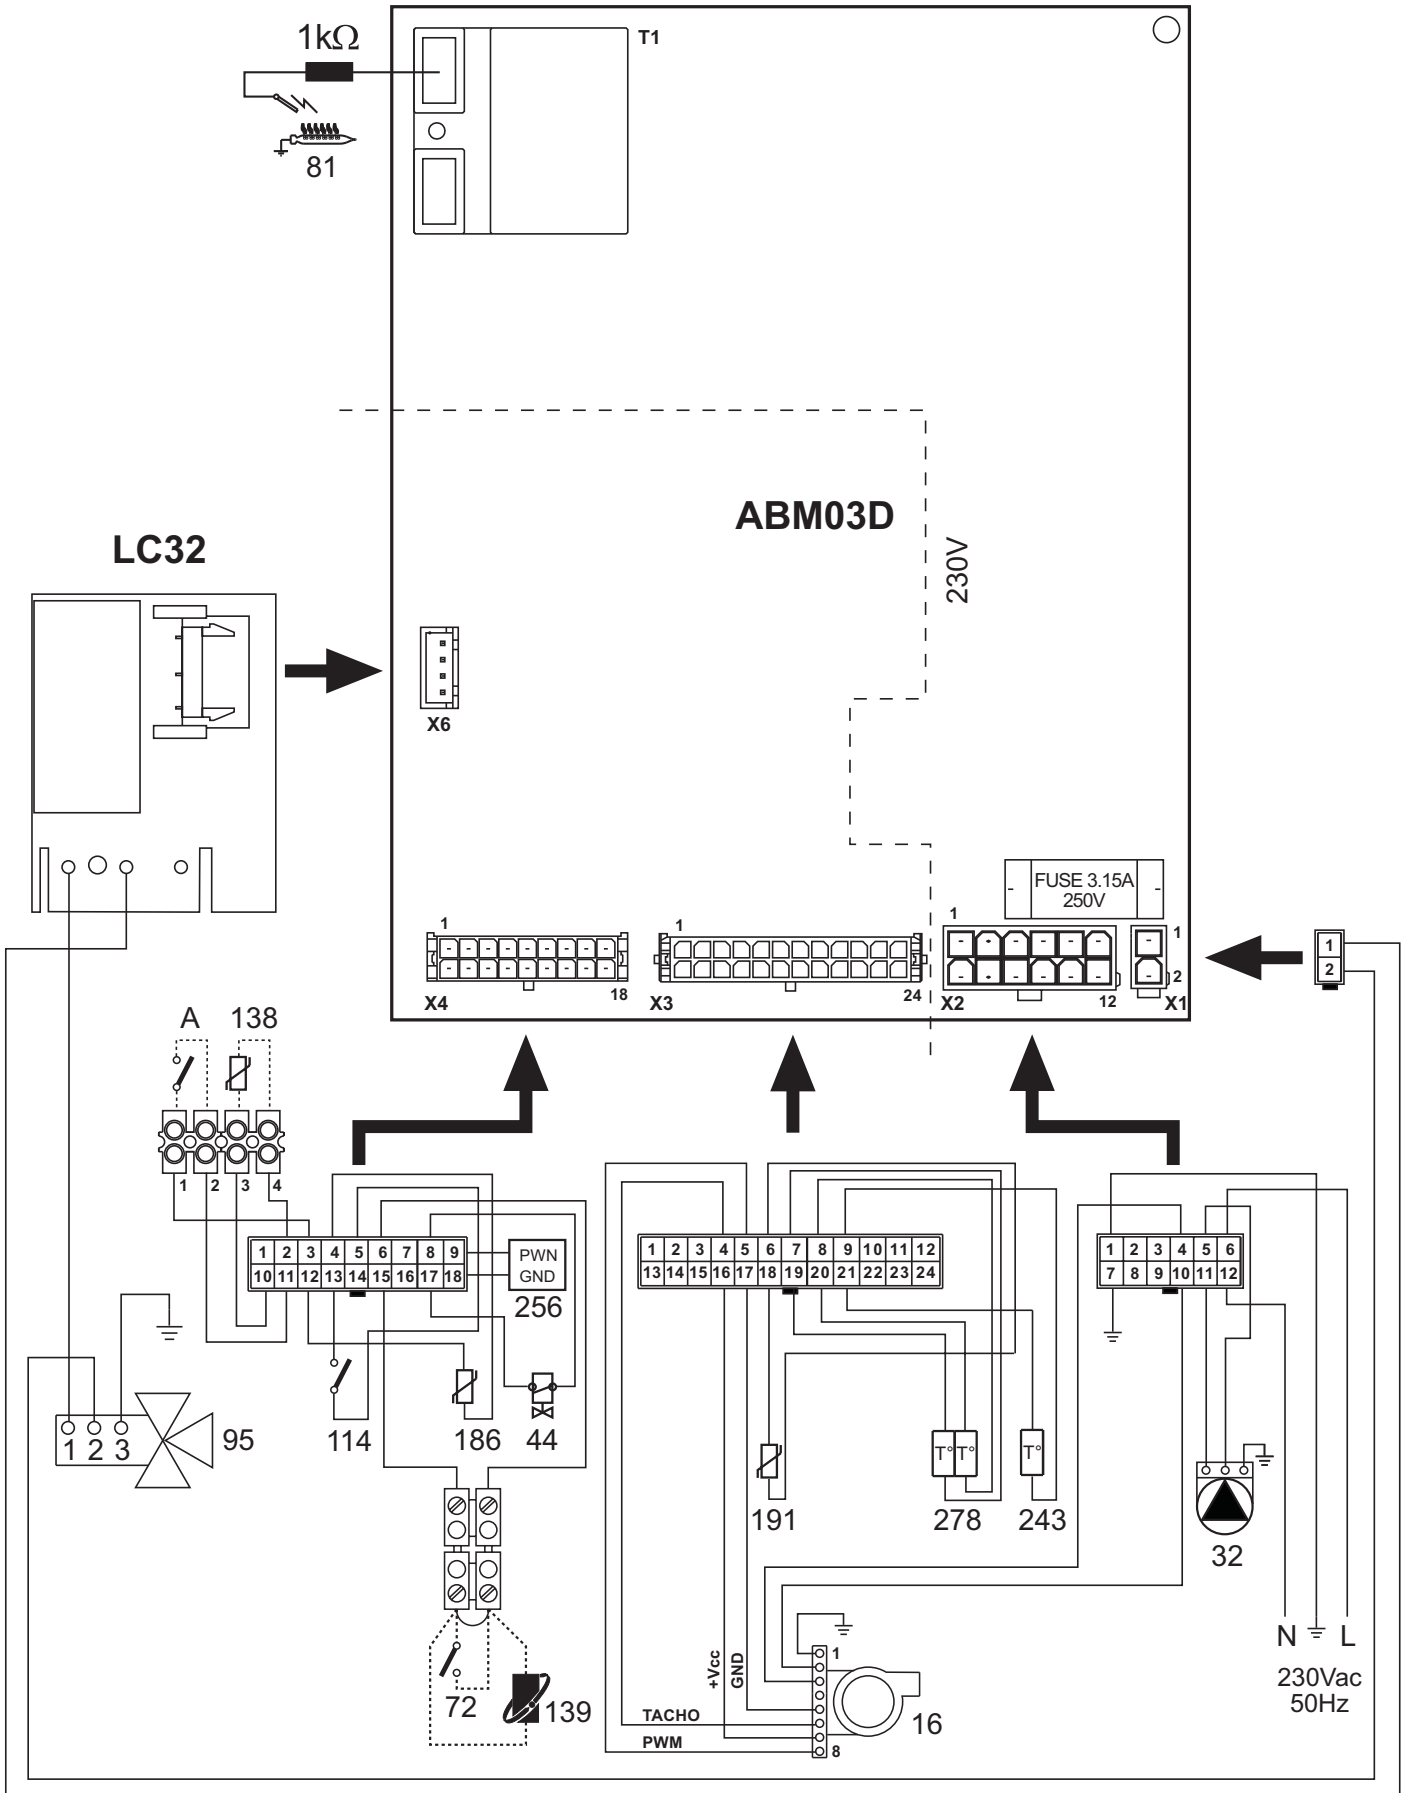 1kΩ
T1
81
ABM03D
230V
LC32
X6
FUSE 3.15A
250V
1
1
1
1
1
2
18
24
12
2
X4
X3
X2
X1
A
138
1
2
3
4
1 2 3 4 5 6 7 8 9
10 11 12 13 14 15 16 17 18
PWN
GND
256
1 2 3 4 5 6 7 8 9 10 11 12
13 14 15 16 17 18 19 20 21 22 23 24
1 2 3 4 5 6
7 8 9 10 11 12
1 2 3
95
114
186
44
T° T°
T°
191
278
243
32
N
L
230Vac
50Hz
72
139
+Vcc
GND
TACHO
PWM
1
8
16